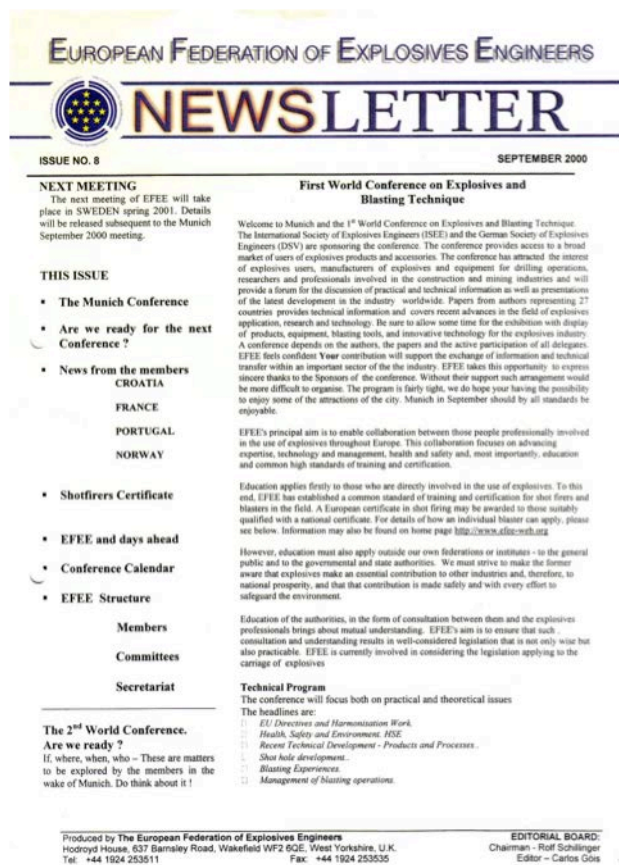 EUROPEAN FEDERATION OF EXPLOSIVES ENGINEERS
NEWSLETTER
ISSUE NO. 8
SEPTEMBER 2000
NEXT MEETING
The next meeting of EFEE will take
place in SWEDEN spring 2001. Details
will be released subsequent to the Munich
September 2000 meeting.
THIS ISSUE
▪ The Munich Conference
▪ Are we ready for the next
Conference ?
▪ News from the members
CROATIA
FRANCE
PORTUGAL
NORWAY
▪ Shotfirers Certificate
▪ EFEE and days ahead
▪ Conference Calendar
▪ EFEE Structure
Members
Committees
Secretariat
The 2nd World Conference.
Are we ready ?
If, where, when, who – These are matters
to be explored by the members in the
wake of Munich. Do think about it !
First World Conference on Explosives and
Blasting Technique
Welcome to Munich and the 1st World Conference on Explosives and Blasting Technique.
The International Society of Explosives Engineers (ISEE) and the German Society of Explosives
Engineers (DSV) are sponsoring the conference. The conference provides access to a broad
market of users of explosives products and accessories. The conference has attracted the interest
of explosives users, manufacturers of explosives and equipment for drilling operations,
researchers and professionals involved in the construction and mining industries and will
provide a forum for the discussion of practical and technical information as well as presentations
of the latest development in the industry worldwide. Papers from authors representing 27
countries provides technical information and covers recent advances in the field of explosives
application, research and technology. Be sure to allow some time for the exhibition with display
of products, equipment, blasting tools, and innovative technology for the explosives industry.
A conference depends on the authors, the papers and the active participation of all delegates.
EFEE feels confident Your contribution will support the exchange of information and technical
transfer within an important sector of the the industry. EFEE takes this opportunity to express
sincere thanks to the Sponsors of the conference. Without their support such arrangement would
be more difficult to organise. The program is fairly tight, we do hope your having the possibility
to enjoy some of the attractions of the city. Munich in September should by all standards be
enjoyable.
EFEE's principal aim is to enable collaboration between those people professionally involved
in the use of explosives throughout Europe. This collaboration focuses on advancing
expertise, technology and management, health and safety and, most importantly, education
and common high standards of training and certification.
Education applies firstly to those who are directly involved in the use of explosives. To this
end, EFEE has established a common standard of training and certification for shot firers and
blasters in the field. A European certificate in shot firing may be awarded to those suitably
qualified with a national certificate. For details of how an individual blaster can apply, please
see below. Information may also be found on home page http://www.efee-web.org
However, education must also apply outside our own federations or institutes - to the general
public and to the governmental and state authorities. We must strive to make the former
aware that explosives make an essential contribution to other industries and, therefore, to
national prosperity, and that that contribution is made safely and with every effort to
safeguard the environment.
Education of the authorities, in the form of consultation between them and the explosives
professionals brings about mutual understanding. EFEE's aim is to ensure that such
consultation and understanding results in well-considered legislation that is not only wise but
also practicable. EFEE is currently involved in considering the legislation applying to the
carriage of explosives
Technical Program
The conference will focus both on practical and theoretical issues
The headlines are:
EU Directives and Harmonisation Work.
Health, Safety and Environment. HSE
Recent Technical Development - Products and Processes .
Shot hole development..
Blasting Experiences.
Management of blasting operations.
Produced by The European Federation of Explosives Engineers
Hodroyd House, 637 Barnsley Road, Wakefield WF2 6QE, West Yorkshire, U.K.
Tel: +44 1924 253511 Fax: +44 1924 253535
EDITORIAL BOARD:
Chairman - Rolf Schillinger
Editor – Carlos Góis